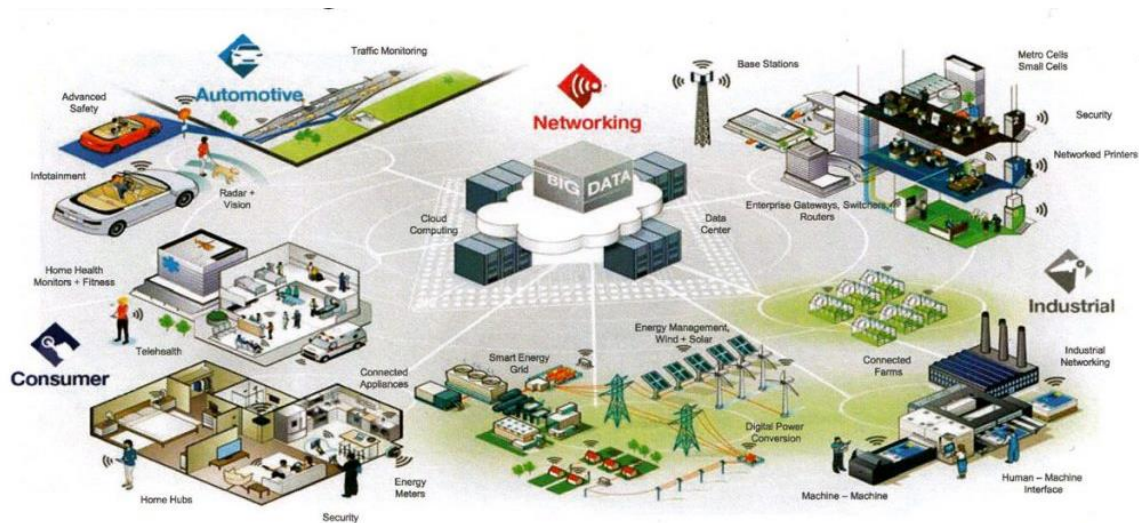 Traffic Monitoring
Automotive
Advanced
Safety
Infotainment
Radar +
Vision
Networking
Base Stations
Metro Cells
Small Cells
Security
Networked Printers
Enterprise Gateways, Switchers,
Routers
BIG DATA
Cloud
Computing
Data
Center
Home Health
Monitors + Fitness
Telehealth
Consumer
Connected
Appliances
Home Hubs
Security
Energy
Meters
Smart Energy
Grid
Energy Management,
Wind + Solar
Digital Power
Conversion
Connected
Farms
Industrial
Industrial
Networking
Machine – Machine
Human – Machine
Interface